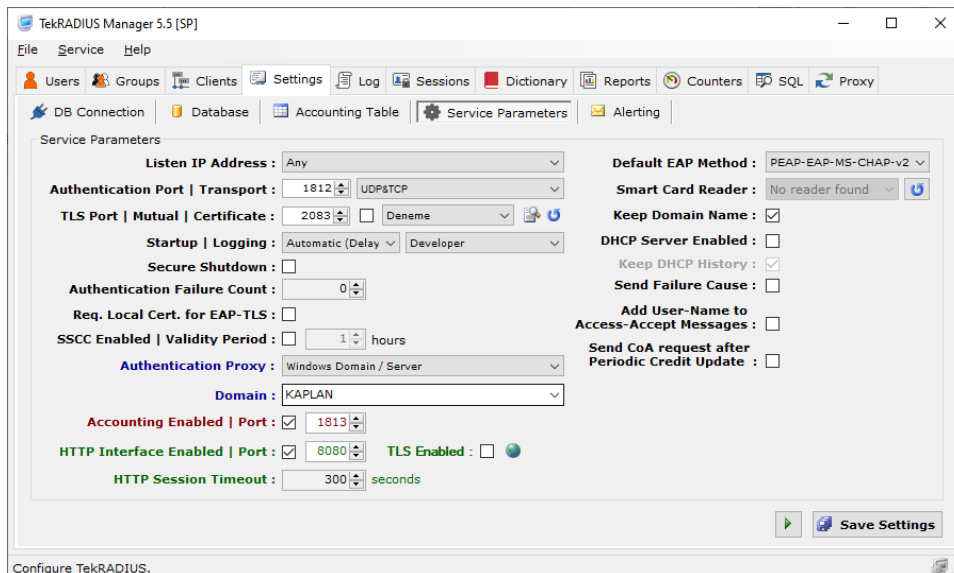 TekRADIUS Manager 5.5 [SP]
File Service Help
Users Groups Clients Settings Log Sessions Dictionary Reports Counters SQL Proxy
DB Connection Database Accounting Table Service Parameters Alerting
Service Parameters
Listen IP Address : Any
Default EAP Method : PEAP-EAP-MS-CHAP-v2
Authentication Port | Transport : 1812 UDP&TCP
Smart Card Reader : No reader found
TLS Port | Mutual | Certificate : 2083 Deneme
Keep Domain Name :
Startup | Logging : Automatic (Delay Developer
DHCP Server Enabled :
Secure Shutdown :
Keep DHCP History :
Authentication Failure Count : 0
Send Failure Cause :
Req. Local Cert. for EAP-TLS :
Add User-Name to
Access-Accept Messages :
SSCC Enabled | Validity Period : 1 hours
Send CoA request after
Periodic Credit Update :
Authentication Proxy : Windows Domain / Server
Domain : KAPLAN
Accounting Enabled | Port : 1813
HTTP Interface Enabled | Port : 8080 TLS Enabled :
HTTP Session Timeout : 300 seconds
Save Settings
Configure TekRADIUS.